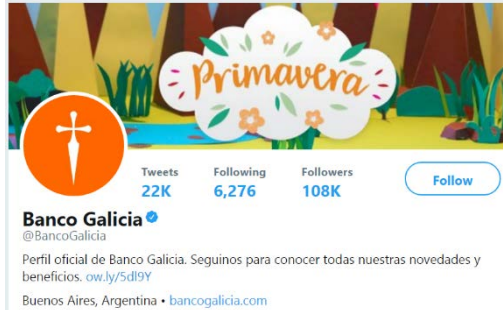 Primavera
Tweets Following Followers
22K 6,276 108K
Follow
Banco Galicia
@BancoGalicia
Perfil oficial de Banco Galicia. Seguinos para conocer todas nuestras novedades y
beneficios. ow.ly/5dl9Y
Buenos Aires, Argentina • bancogalicia.com